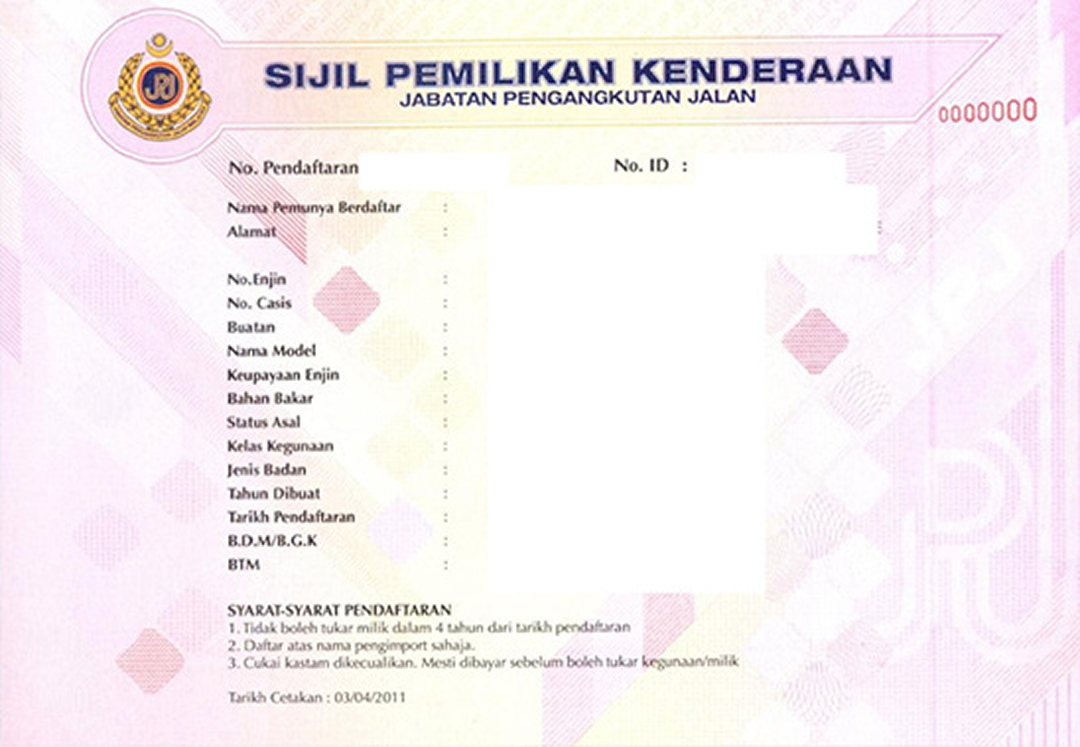 SIJIL PEMILIKAN KENDERAAN
JABATAN PENGANGKUTAN JALAN
0000000
No. Pendaftaran
No. ID :
Nama Pemunya Berdaftar :
Alamat :
No.Enjin :
No. Casis :
Buatan :
Nama Model :
Keupayaan Enjin :
Bahan Bakar :
Status Asal :
Kelas Kegunaan :
Jenis Badan :
Tahun Dibuat :
Tarikh Pendaftaran :
B.D.M/B.G.K :
BTM :
SYARAT-SYARAT PENDAFTARAN
1. Tidak boleh tukar milik dalam 4 tahun dari tarikh pendaftaran
2. Daftar atas nama pengimport sahaja.
3. Cukai kastam dikecualikan. Mesti dibayar sebelum boleh tukar kegunaan/milik
Tarikh Cetakan : 03/04/2011
JPJ